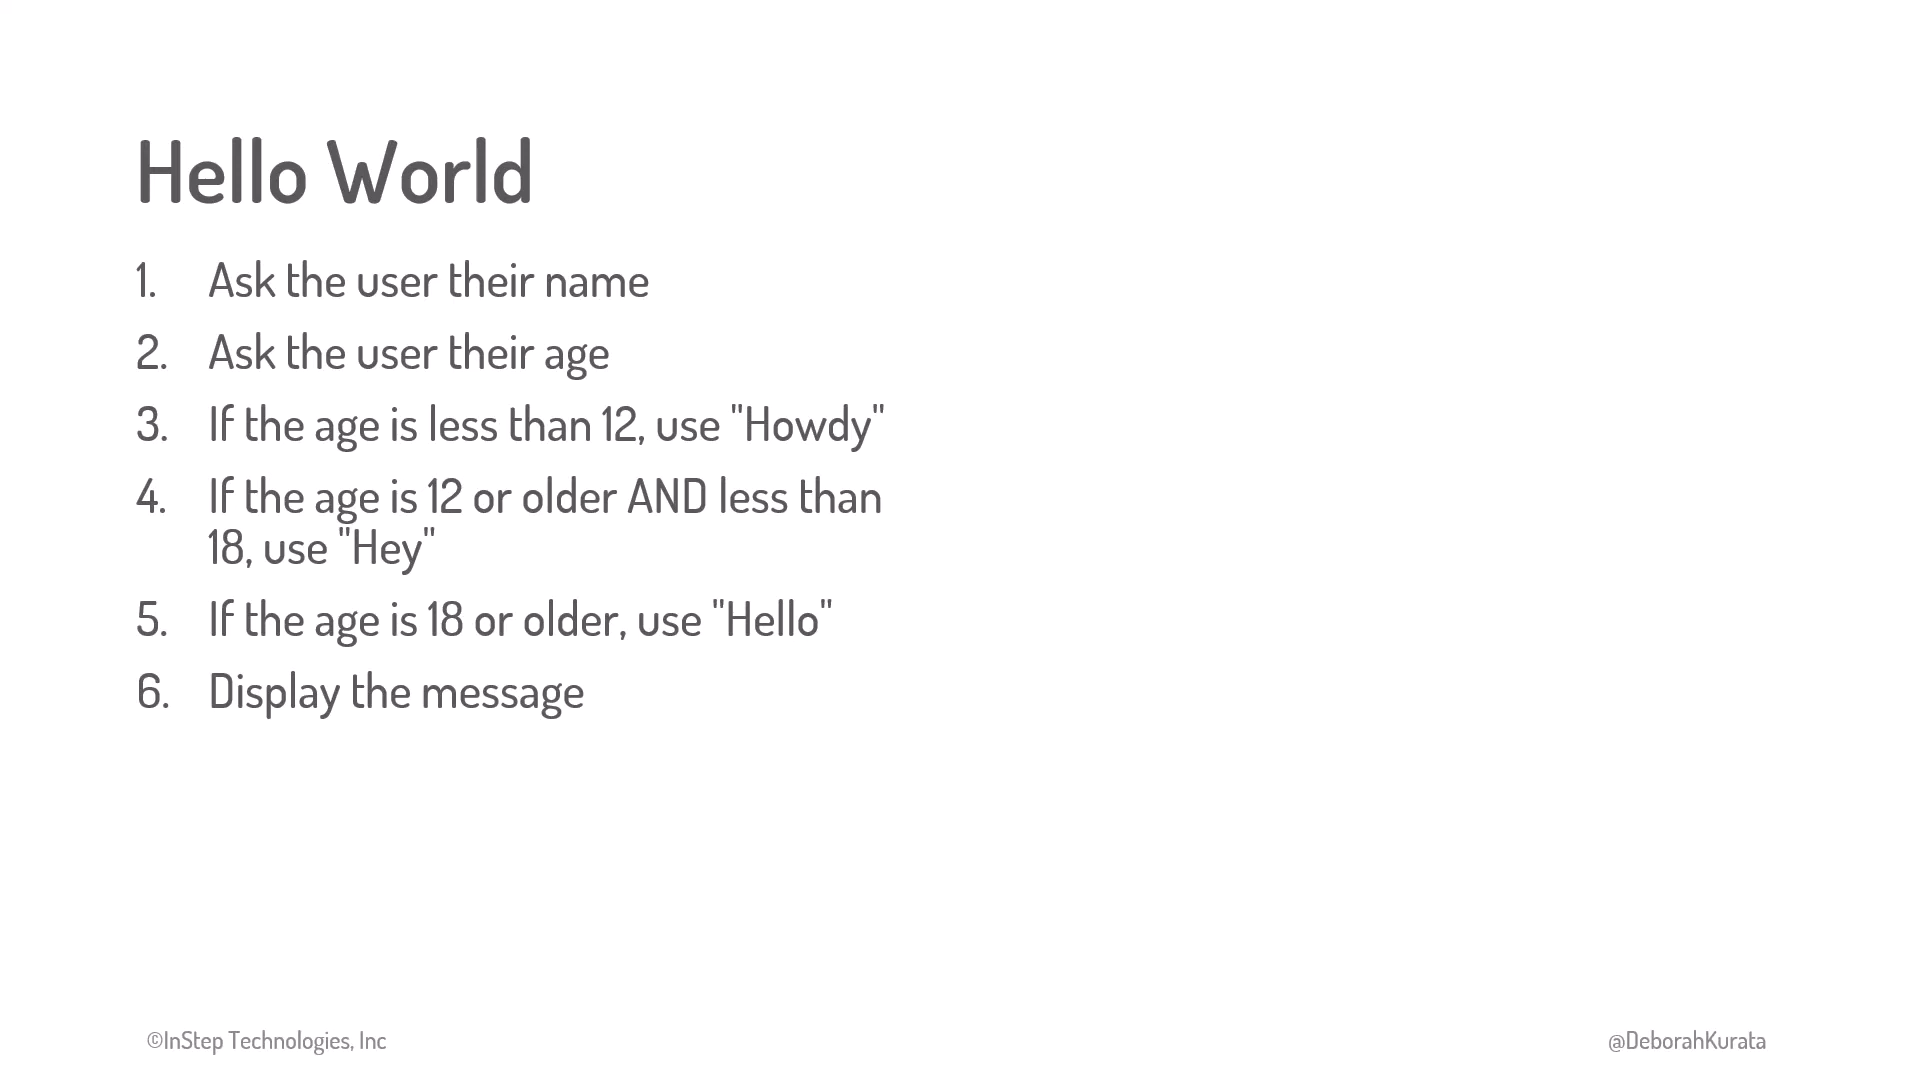 Hello World
1. Ask the user their name
2. Ask the user their age
3. If the age is less than 12, use "Howdy"
4. If the age is 12 or older AND less than
18, use "Hey"
5. If the age is 18 or older, use "Hello"
6. Display the message
©InStep Technologies, Inc
@DeborahKurata